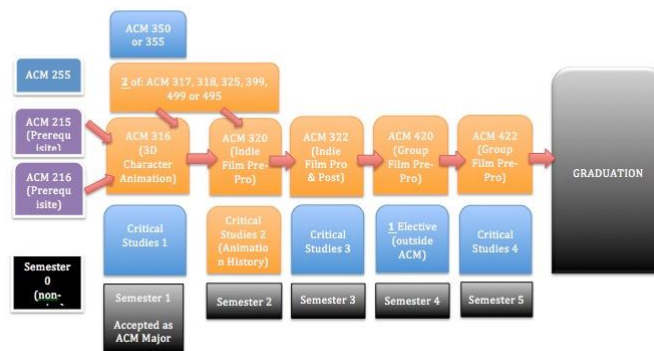 ACM 350
or 355
ACM 255
2 of: ACM 317, 318, 325, 399,
499 or 495
ACM 215
(Prerequ
isite)
ACM 216
(Prerequ
isite)
ACM 316
(3D
Character
Animation)
ACM 320
(Indie
Film Pre-
Pro)
ACM 322
(Indie
Film Pro
& Post)
ACM 420
(Group
Film Pre-
Pro)
ACM 422
(Group
Film Pre-
Pro)
GRADUATION
Critical
Studies 1
Critical
Studies 2
(Animatio
n History)
Critical
Studies 3
1 Elective
(outside
ACM)
Critical
Studies 4
Semester
0
(non-
Semester 1
Accepted as
ACM Major
Semester 2
Semester 3
Semester 4
Semester 5